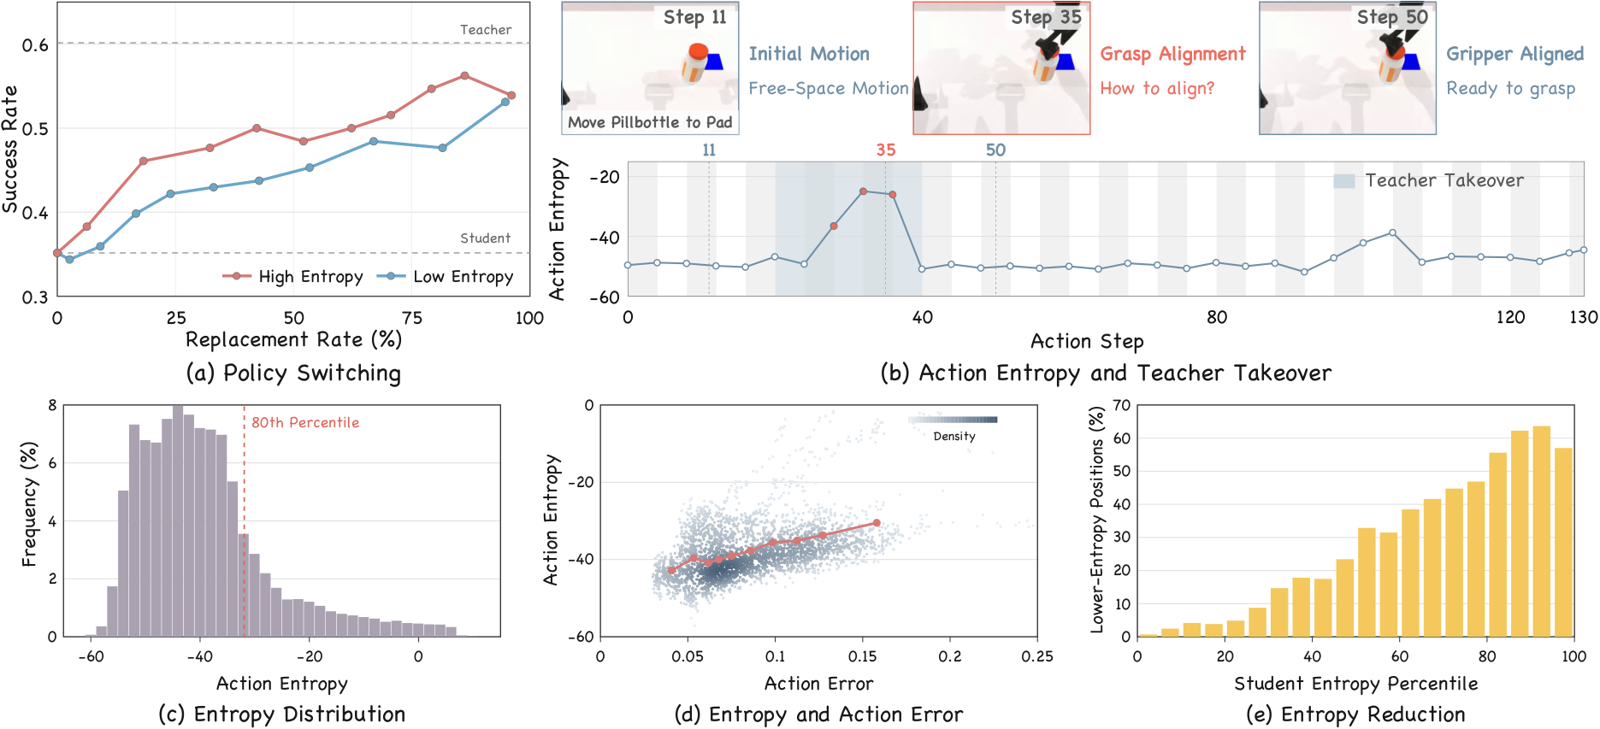 0.6
0.5
0.4
0.3
Success Rate
Teacher
Student
High Entropy
Low Entropy
0
25
50
75
100
Replacement Rate (%)
(a) Policy Switching
Step 11
Move Pillbottle to Pad
Initial Motion
Free-Space Motion
Step 35
Grasp Alignment
How to align?
Step 50
Gripper Aligned
Ready to grasp
11
35
50
Action Entropy
-20
-40
-60
Teacher Takeover
0
40
80
120
130
Action Step
(b) Action Entropy and Teacher Takeover
8
6
4
2
0
Frequency (%)
80th Percentile
-60
-40
-20
0
Action Entropy
(c) Entropy Distribution
0
-20
-40
-60
Action Entropy
Density
0
0.05
0.1
0.15
0.2
0.25
Action Error
(d) Entropy and Action Error
70
60
50
40
30
20
10
0
Lower-Entropy Positions (%)
0
20
40
60
80
100
Student Entropy Percentile
(e) Entropy Reduction